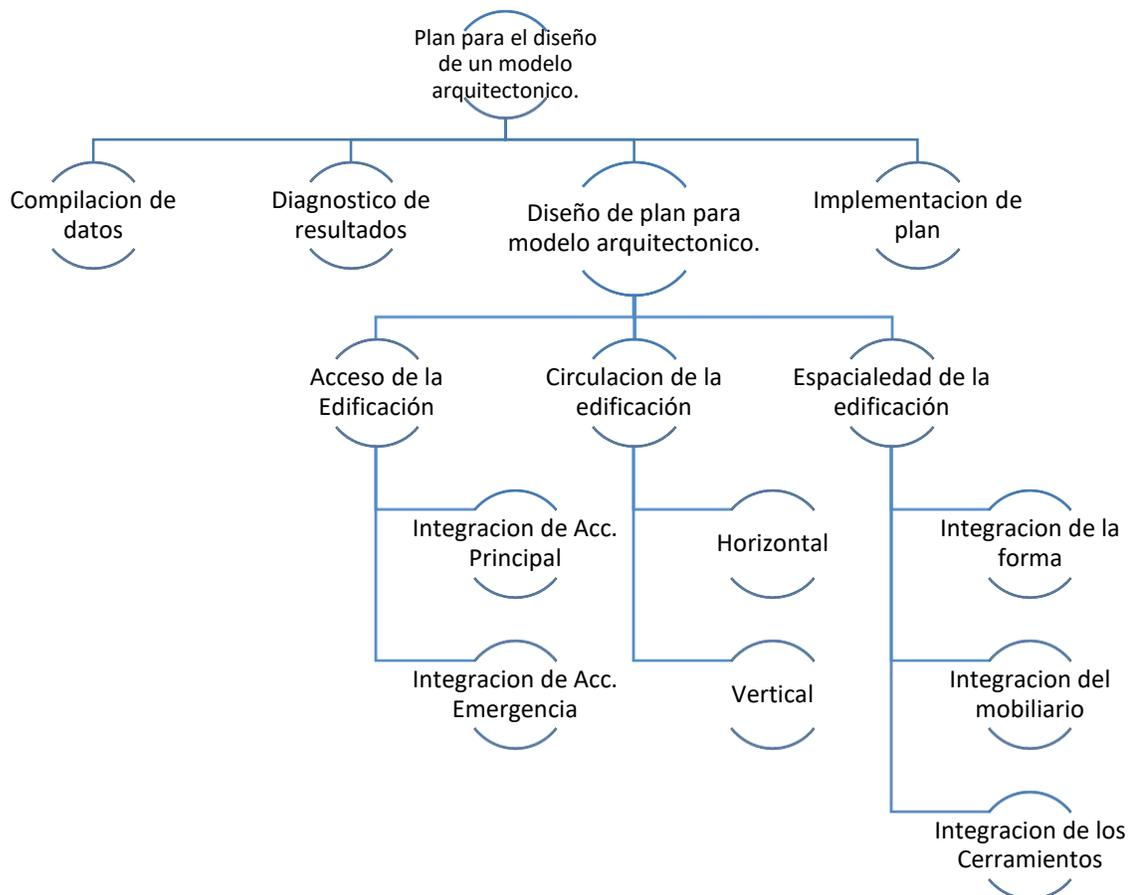 Plan para el diseño
de un modelo
arquitectonico.
Compilacion de
datos
Diagnostico de
resultados
Diseño de plan para
modelo arquitectonico.
Implementacion de
plan
Acceso de la
Edificación
Circulacion de la
edificación
Espacialedad de la
edificación
Integracion de Acc.
Principal
Horizontal
Integracion de la
forma
Integracion de Acc.
Emergencia
Vertical
Integracion del
mobiliario
Integracion de los
Cerramientos